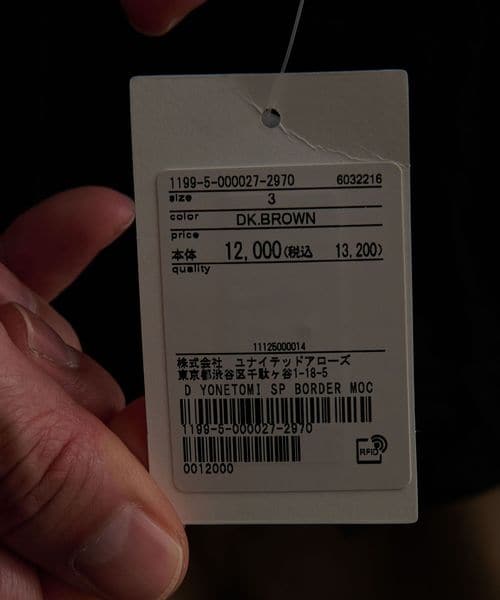 1199-5-000027-2970 6032216
size 3
color DK.BROWN
price
本体 12,000(税込 13,200)
quality
11125000014
株式会社 ユナイテッドアローズ
東京都渋谷区千駄ヶ谷1-18-5
D YONETOMI SP BORDER MOC
1199-5-000027-2970
0012000
RFID